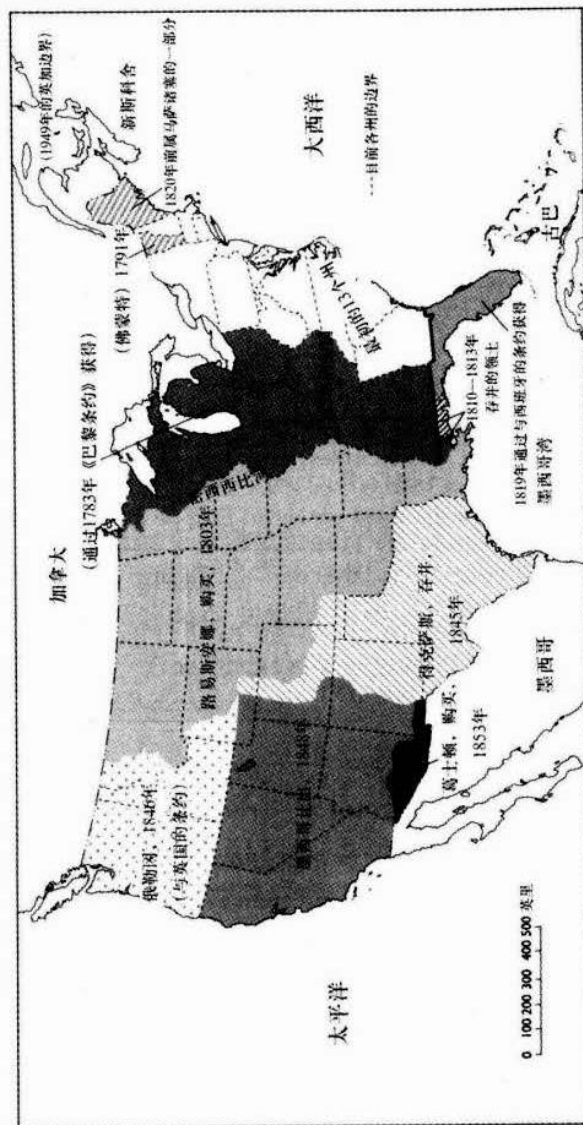 (1949年的英加边界)
新斯科舍
1820年前属马萨诸塞的一部分
大西洋
----目前各州的边界
(佛蒙特) 1791年
最初的13个州
古巴
1810—1813年
吞并的领土
1819年通过与西班牙的条约获得
墨西哥湾
加拿大
(通过1783年《巴黎条约》获得)
密西西比河
路易斯安娜，购买，1803年
得克萨斯，吞并，
1845年
墨西哥
俄勒冈，1846年
(与英国的条约)
1848年
葛士顿，购买，
1853年
太平洋
0 100 200 300 400 500 英里